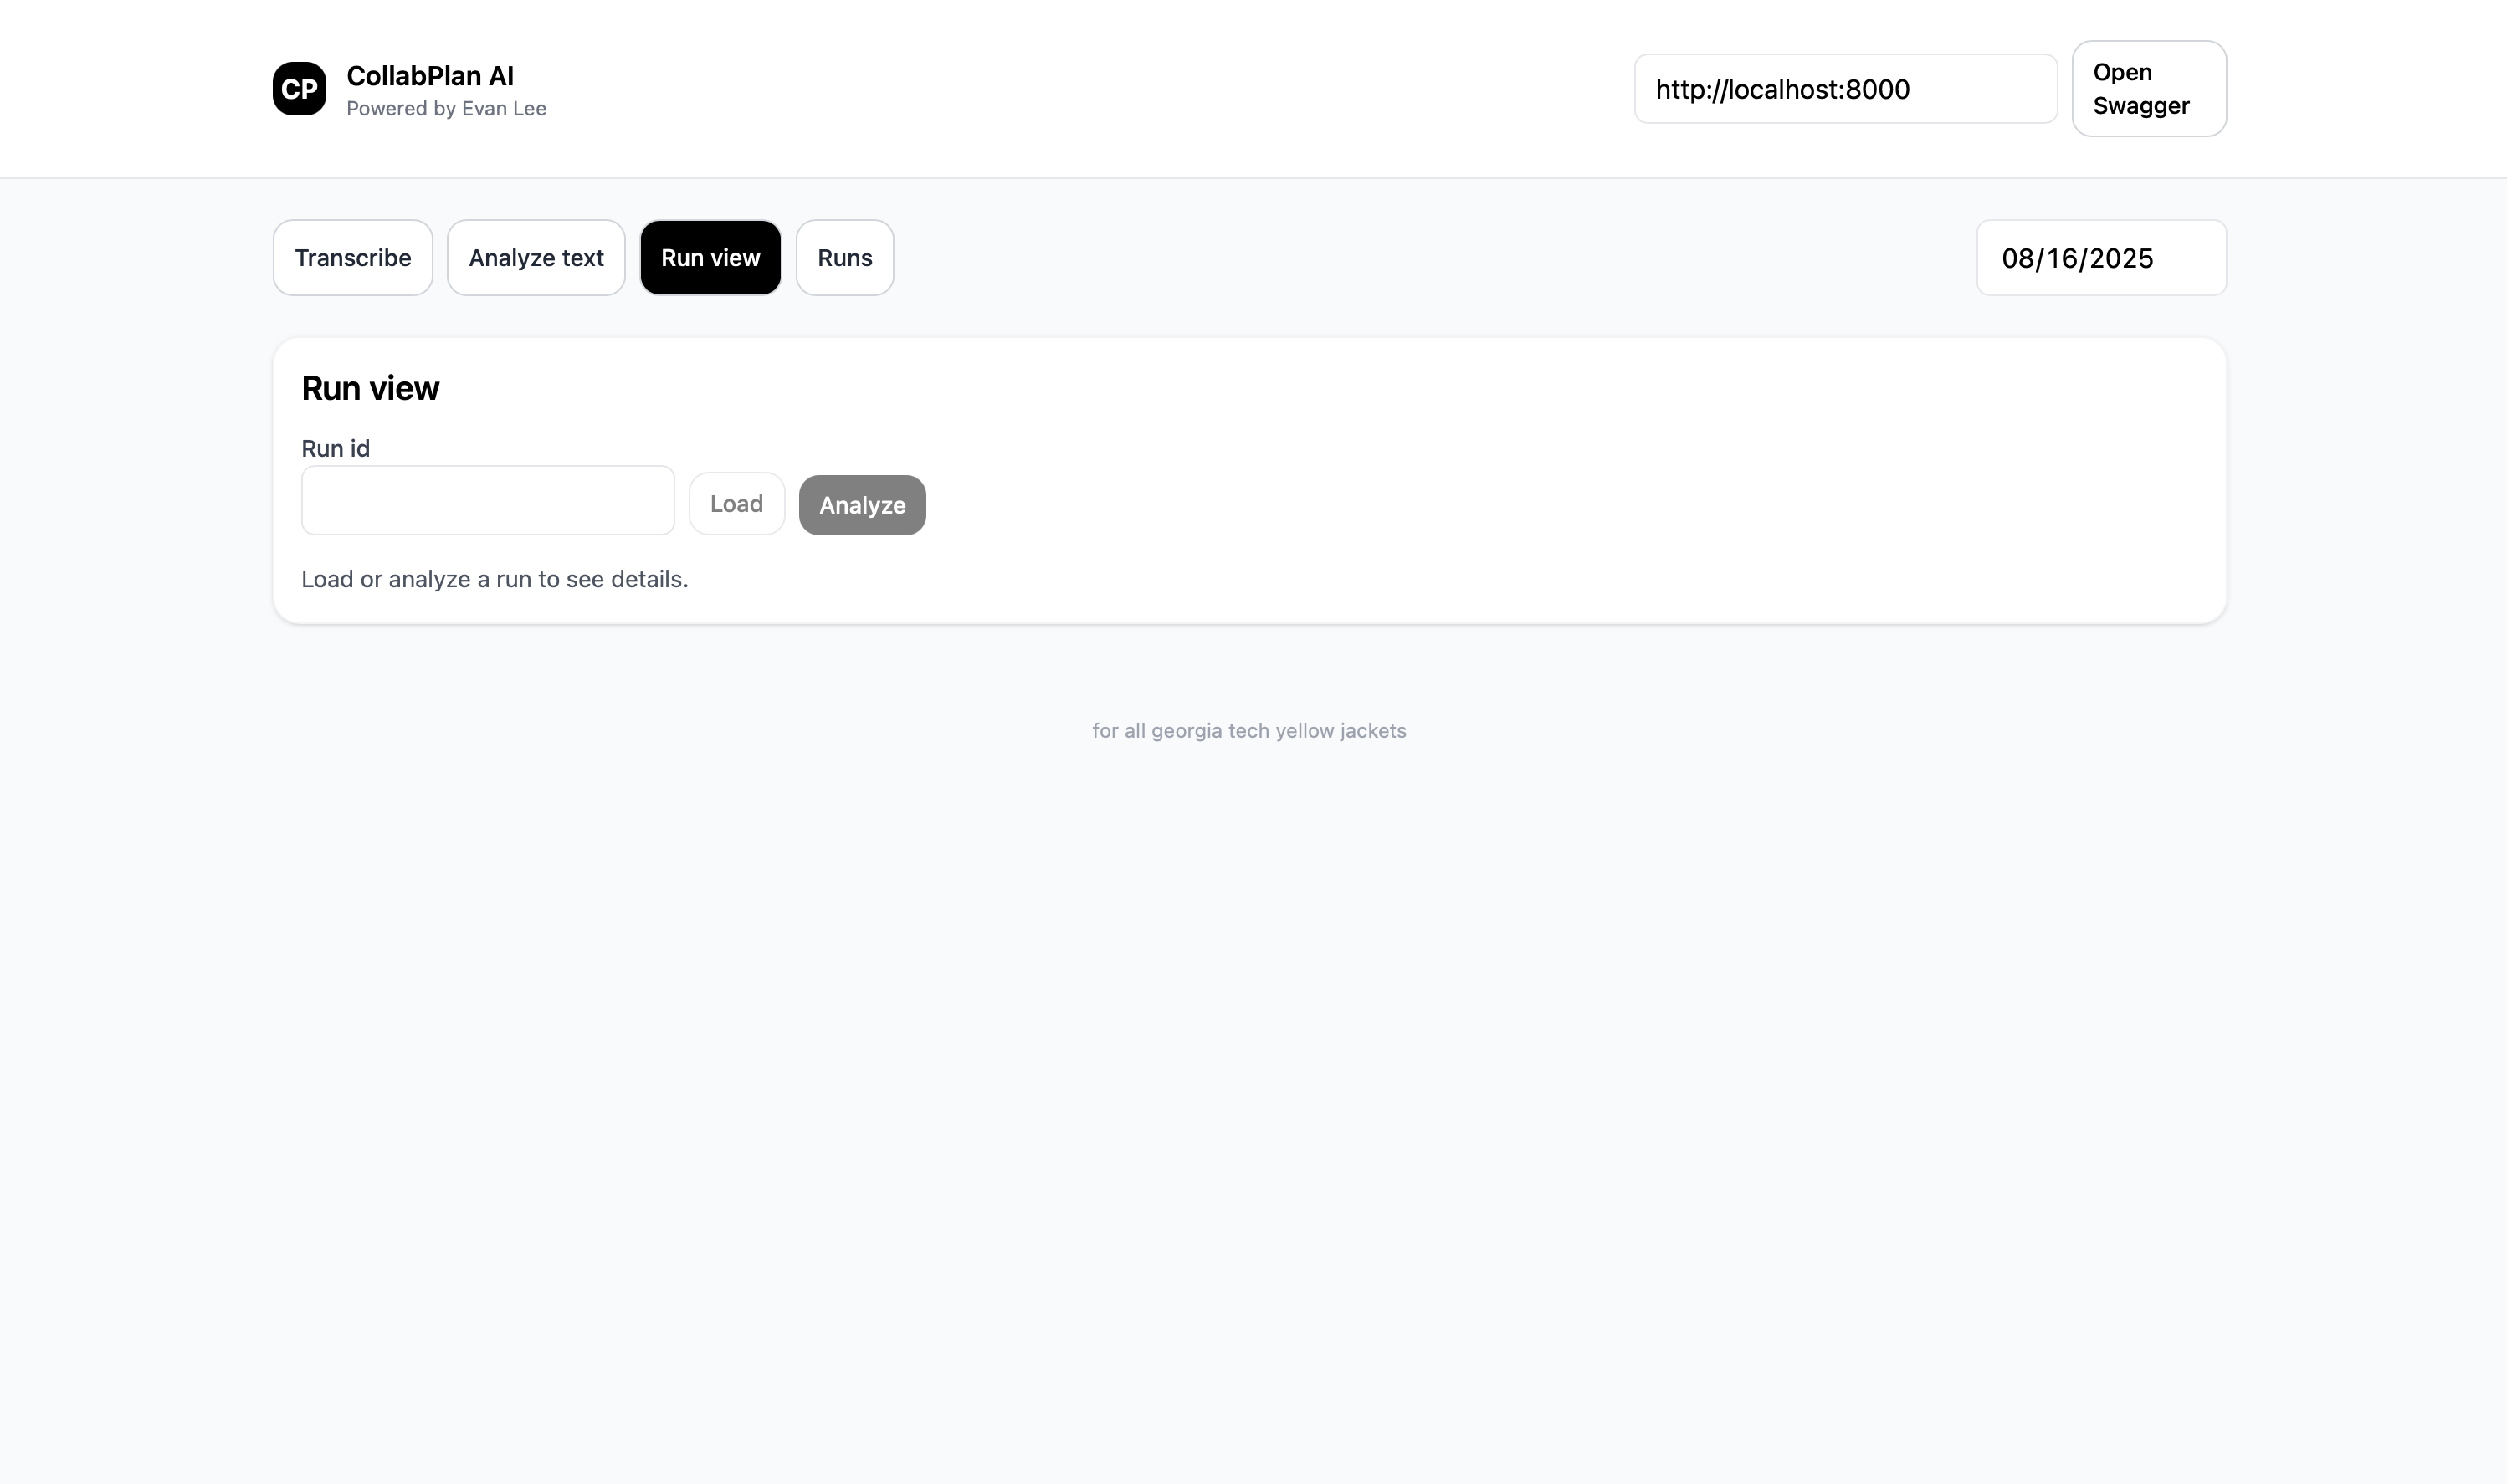 CP
CollabPlan AI
Powered by Evan Lee
http://localhost:8000
Open
Swagger
Transcribe
Analyze text
Run view
Runs
08/16/2025
Run view
Run id
Load
Analyze
Load or analyze a run to see details.
for all georgia tech yellow jackets